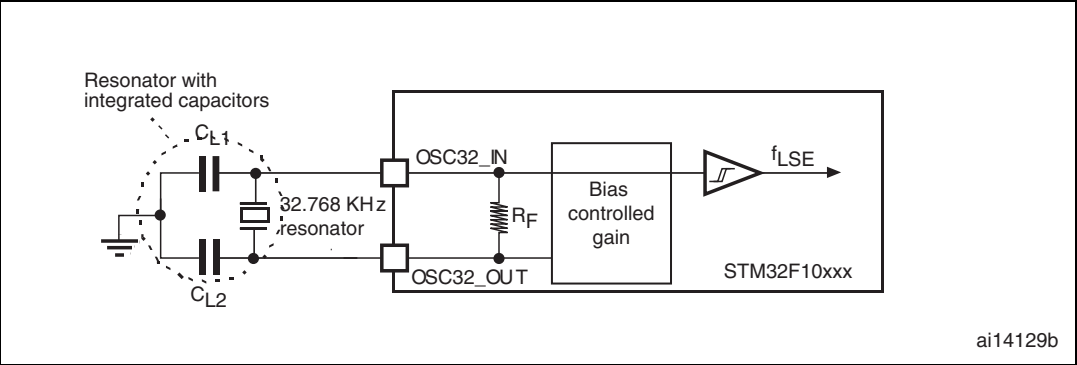 Resonator with
integrated capacitors
CL1
OSC32_IN
fLSE
32.768 KHz
resonator
RF
Bias
controlled
gain
STM32F10xxx
OSC32_OUT
CL2
ai14129b